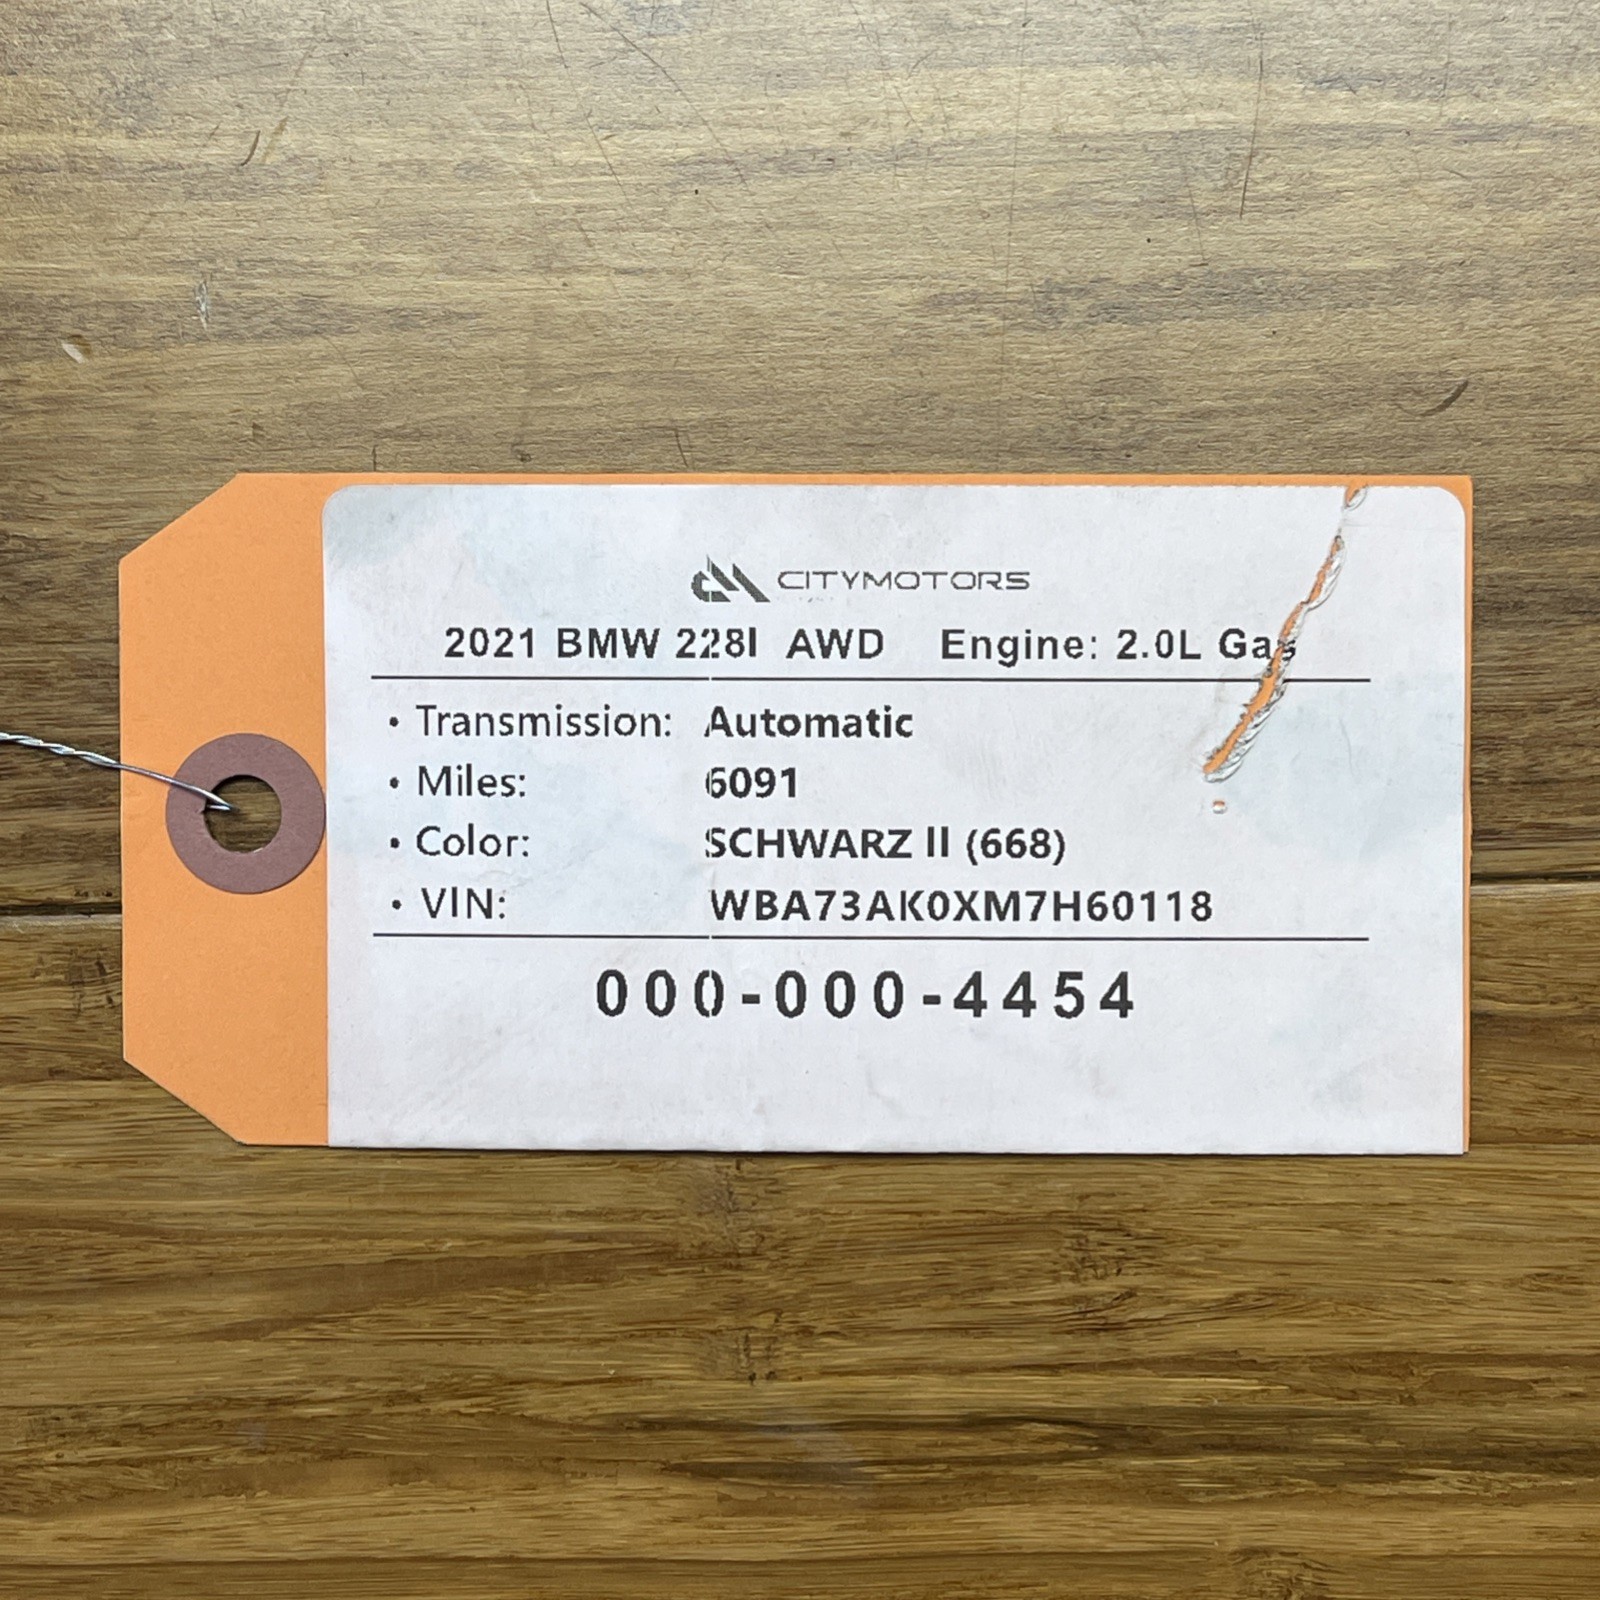 CITYMOTORS
2021 BMW 228I AWD Engine: 2.0L Gas
• Transmission: Automatic
• Miles: 6091
• Color: SCHWARZ II (668)
• VIN: WBA73AK0XM7H60118
000-000-4454